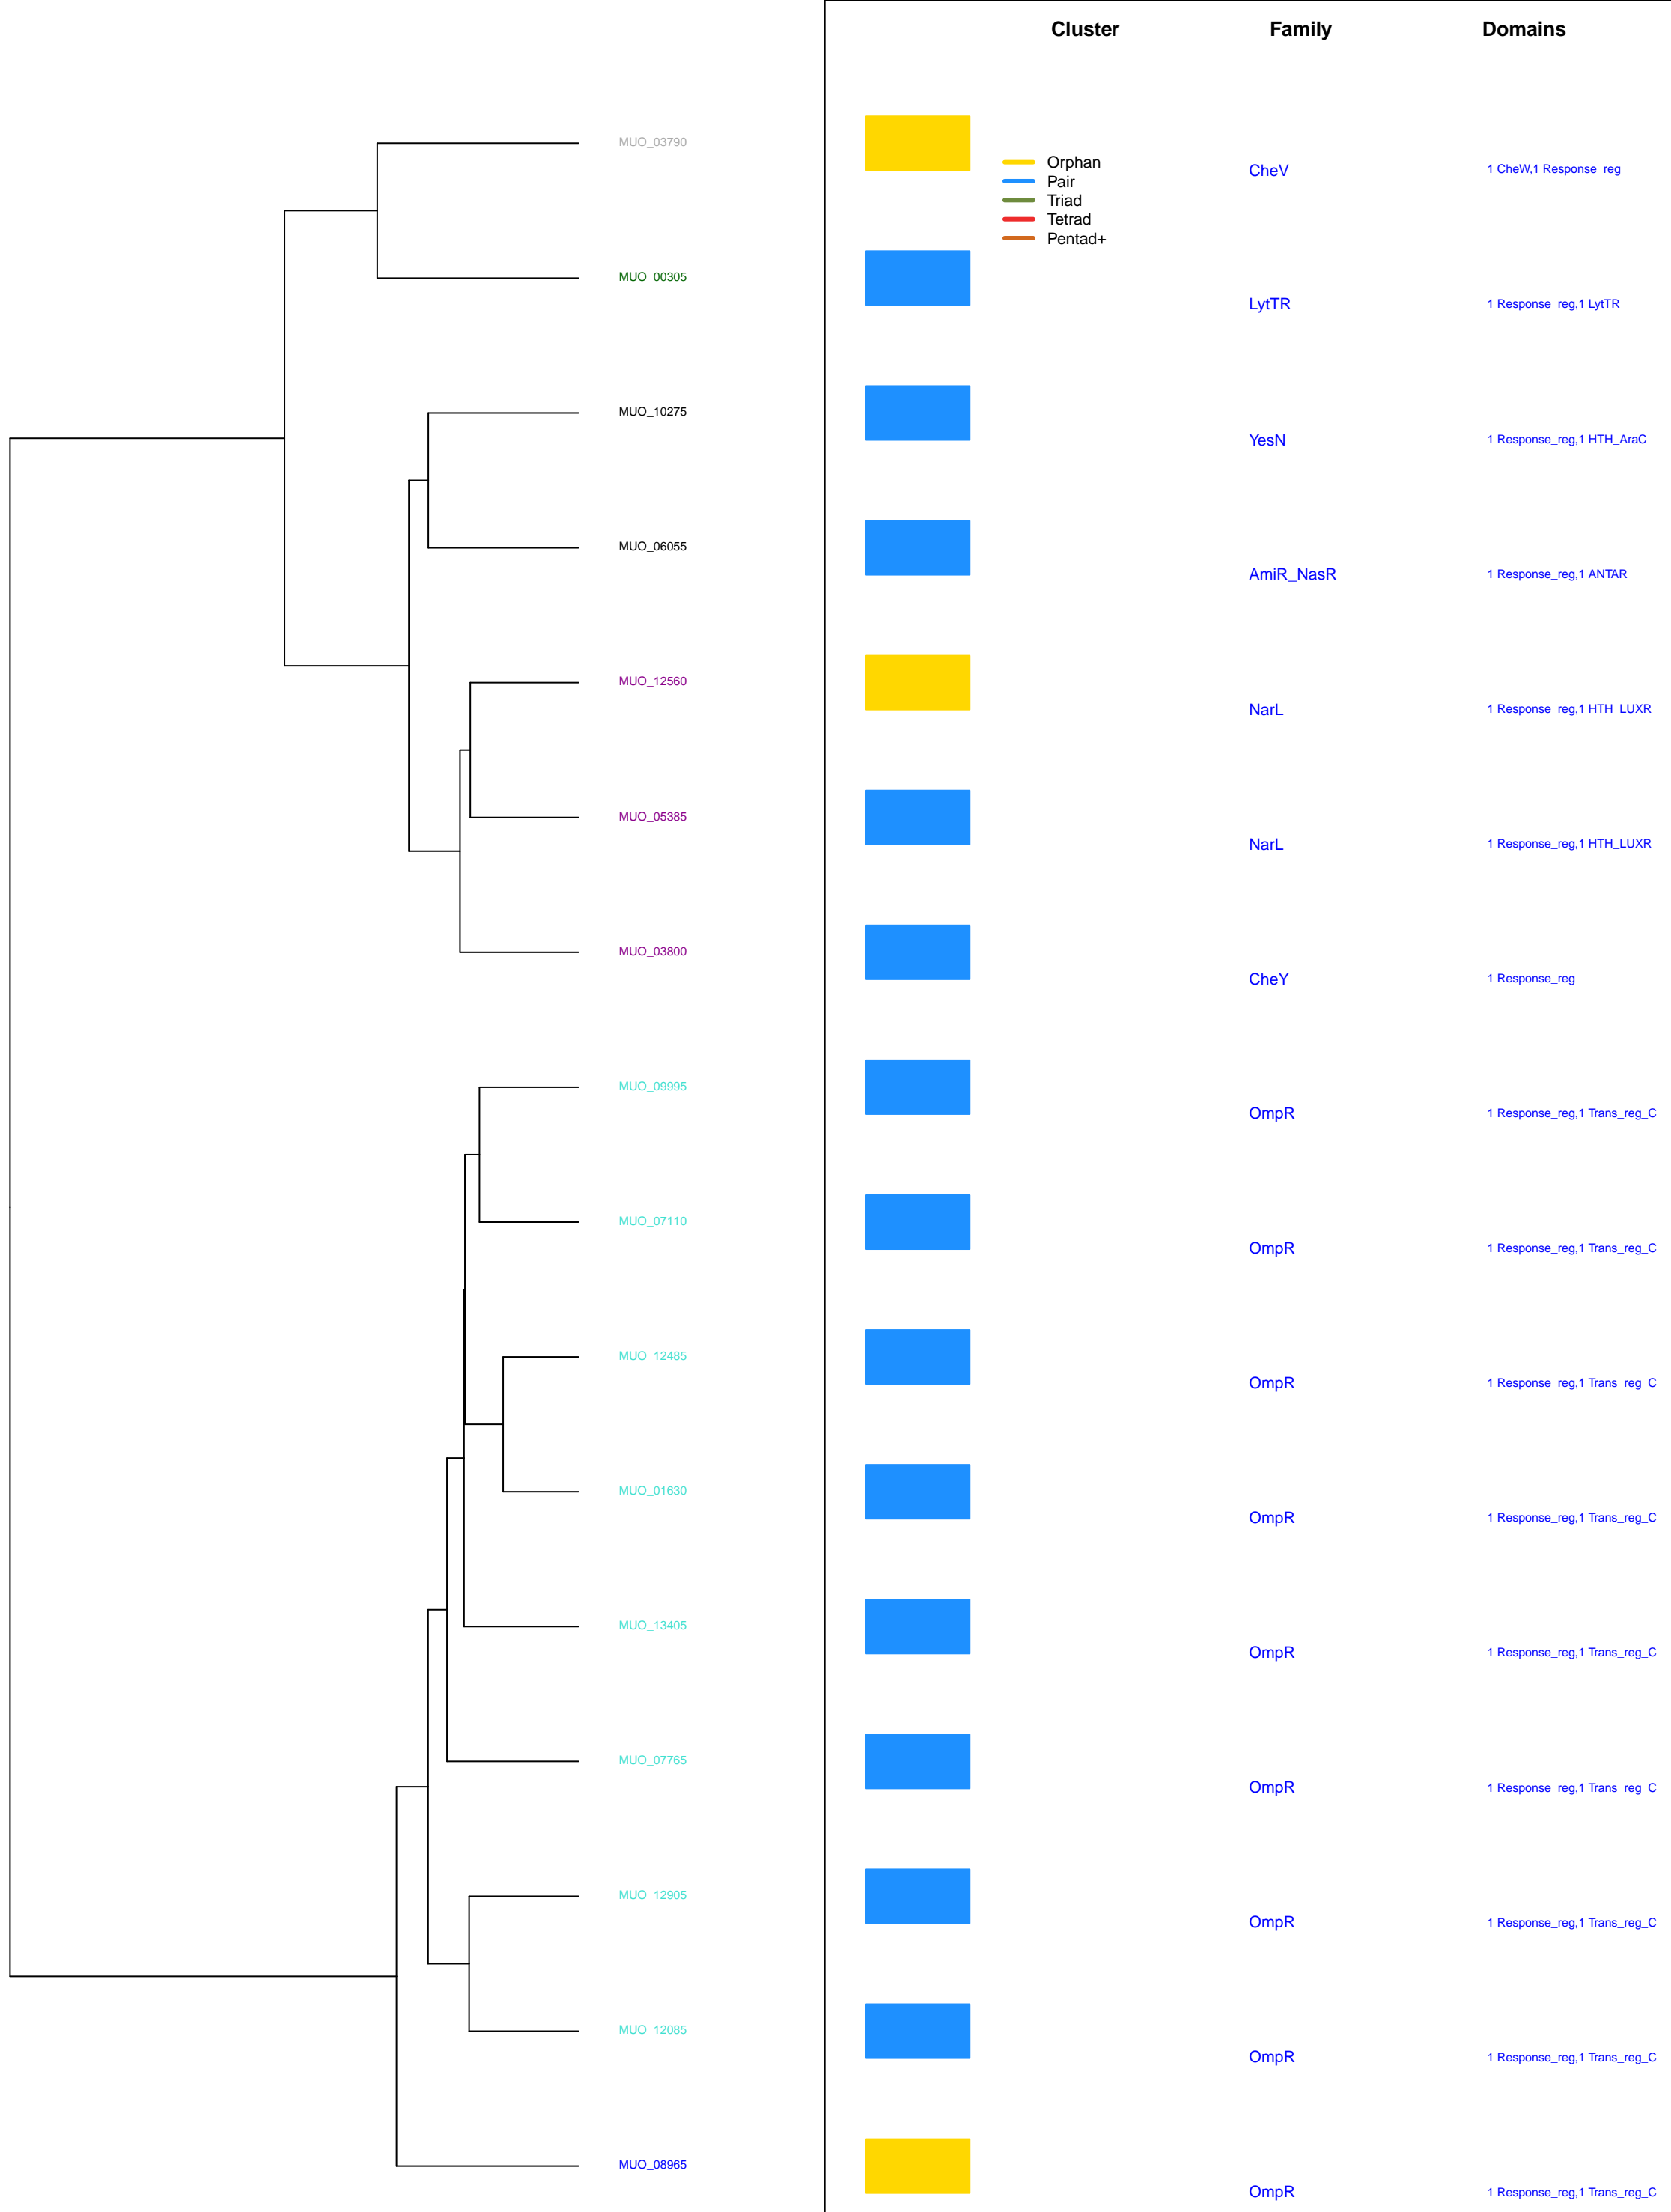 Cluster Family Domains
MUO_03790
Orphan
CheV 1 CheW,1 Response_reg
Pair
Triad
Tetrad
Pentad+
MUO_00305
LytTR 1 Response_reg,1 LytTR
MUO_10275
YesN 1 Response_reg,1 HTH_AraC
MUO_06055
AmiR_NasR 1 Response_reg,1 ANTAR
MUO_12560
NarL 1 Response_reg,1 HTH_LUXR
MUO_05385
NarL 1 Response_reg,1 HTH_LUXR
MUO_03800
CheY 1 Response_reg
MUO_09995
OmpR 1 Response_reg,1 Trans_reg_C
MUO_07110
OmpR 1 Response_reg,1 Trans_reg_C
MUO_12485
OmpR 1 Response_reg,1 Trans_reg_C
MUO_01630
OmpR 1 Response_reg,1 Trans_reg_C
MUO_13405
OmpR 1 Response_reg,1 Trans_reg_C
MUO_07765
OmpR 1 Response_reg,1 Trans_reg_C
MUO_12905
OmpR 1 Response_reg,1 Trans_reg_C
MUO_12085
OmpR 1 Response_reg,1 Trans_reg_C
MUO_08965
OmpR 1 Response_reg,1 Trans_reg_C